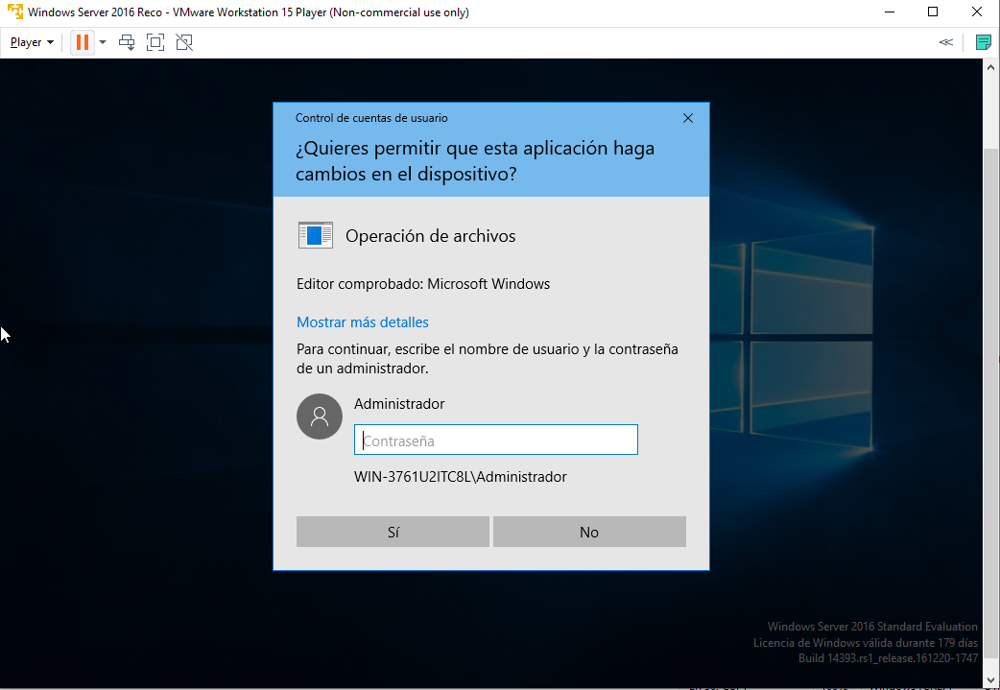 Windows Server 2016 Reco - VMware Workstation 15 Player (Non-commercial use only)
Player
Control de cuentas de usuario
¿Quieres permitir que esta aplicación haga
cambios en el dispositivo?
Operación de archivos
Editor comprobado: Microsoft Windows
Mostrar más detalles
Para continuar, escribe el nombre de usuario y la contraseña
de un administrador.
Administrador
Contraseña
WIN-3761U2ITC8L\Administrador
Sí
No
Windows Server 2016 Standard Evaluation
Licencia de Windows válida durante 179 días
Build 14393.rs1_release.161220-1747